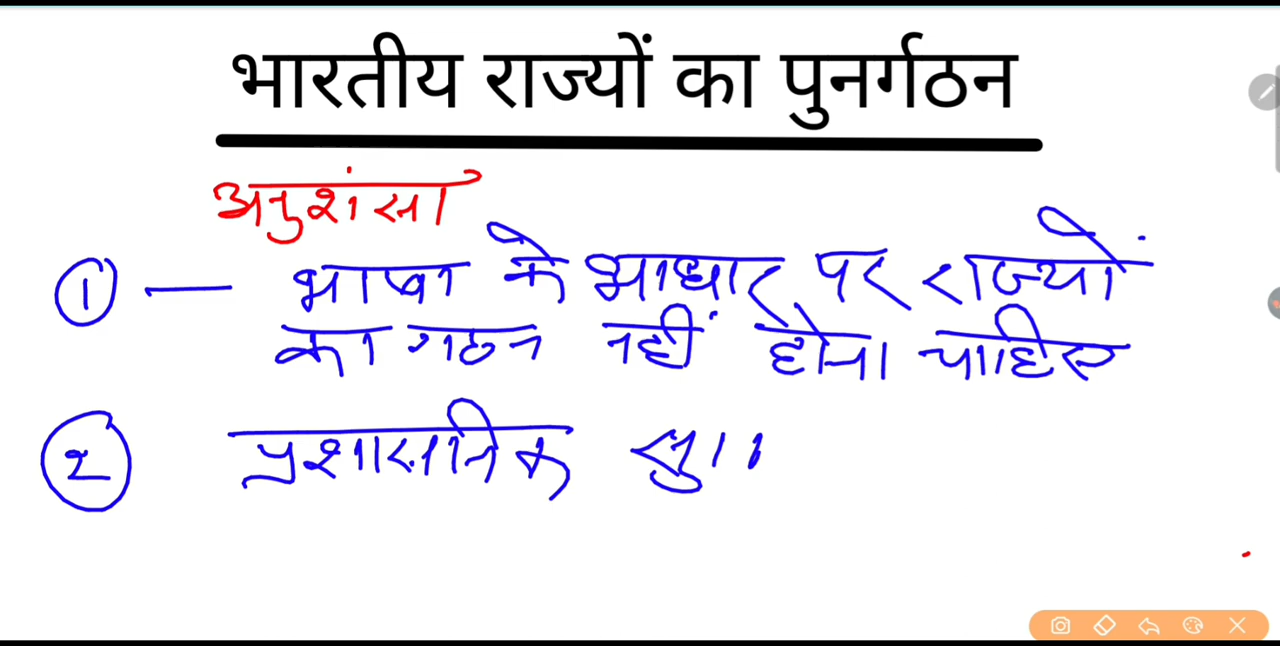 भारतीय राज्यों का पुनर्गठन
अनुशंसा
① — भाषा के आधार पर राज्यों
का गठन नहीं होना चाहिए
② प्रशासनिक